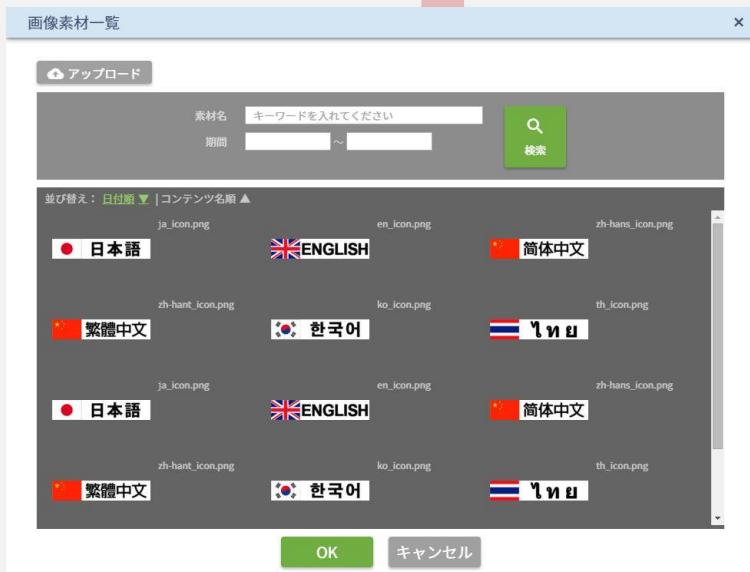 画像素材一覧 ×
アップロード
素材名 キーワードを入れてください
期間 ～
検索
並び替え： 日付順 ▼ | コンテンツ名順 ▲
ja_icon.png en_icon.png zh-hans_icon.png
日本語 ENGLISH 简体中文
zh-hant_icon.png ko_icon.png th_icon.png
繁體中文 한국어 ไทย
ja_icon.png en_icon.png zh-hans_icon.png
日本語 ENGLISH 简体中文
zh-hant_icon.png ko_icon.png th_icon.png
繁體中文 한국어 ไทย
OK キャンセル